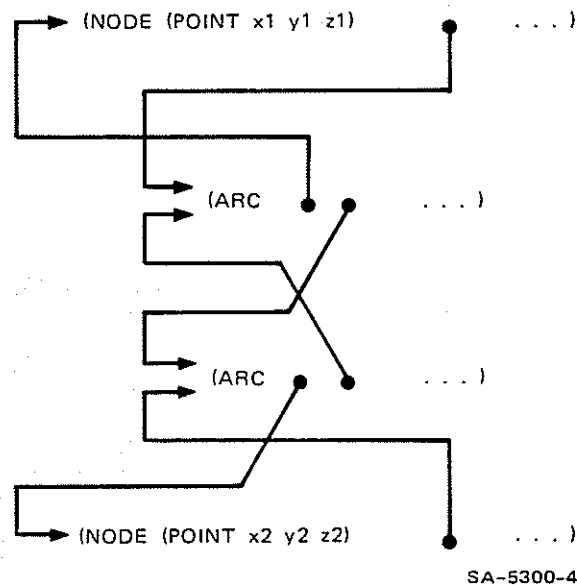 (NODE (POINT x1 y1 z1) . . . )
(ARC . . . )
(ARC . . . )
(NODE (POINT x2 y2 z2) . . . )
SA-5300-4